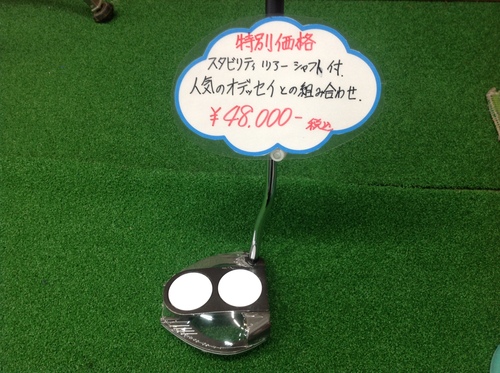 特別価格
スタビリティ ツアー シャフト付.
人気のオデッセイとの組み合わせ.
¥48.000- 税込